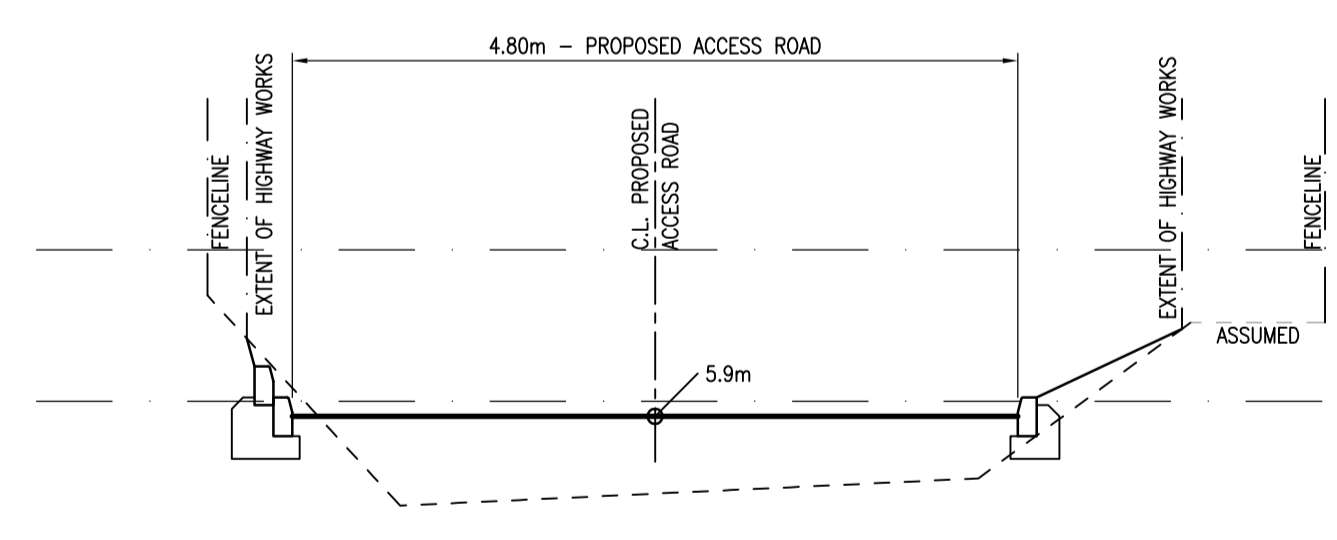 4.80m - PROPOSED ACCESS ROAD
FENCELINE
EXTENT OF HIGHWAY WORKS
C.L. PROPOSED
ACCESS ROAD
EXTENT OF HIGHWAY WORKS
FENCELINE
ASSUMED
5.9m